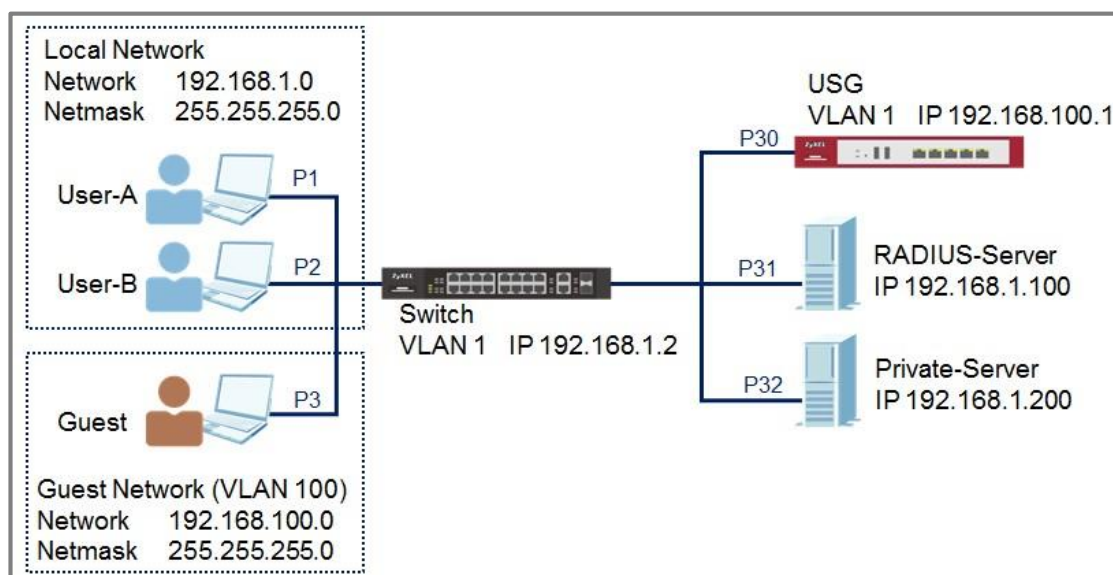 Local Network
Network 192.168.1.0
Netmask 255.255.255.0
User-A
P1
User-B
P2
Guest
P3
Guest Network (VLAN 100)
Network 192.168.100.0
Netmask 255.255.255.0
ZyXEL
Switch
VLAN 1 IP 192.168.1.2
P30
USG
VLAN 1 IP 192.168.100.1
ZyXEL
P31
RADIUS-Server
IP 192.168.1.100
P32
Private-Server
IP 192.168.1.200